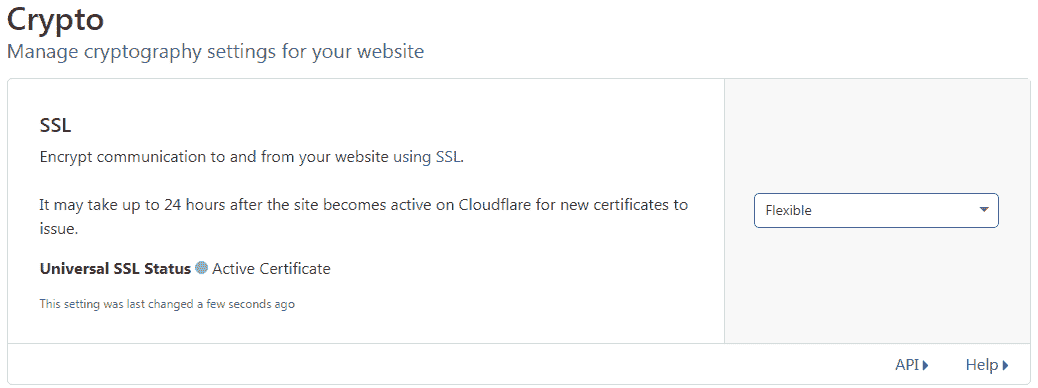 Crypto
Manage cryptography settings for your website
SSL
Encrypt communication to and from your website using SSL.
It may take up to 24 hours after the site becomes active on Cloudflare for new certificates to
issue.
Flexible
Universal SSL Status Active Certificate
This setting was last changed a few seconds ago
API Help